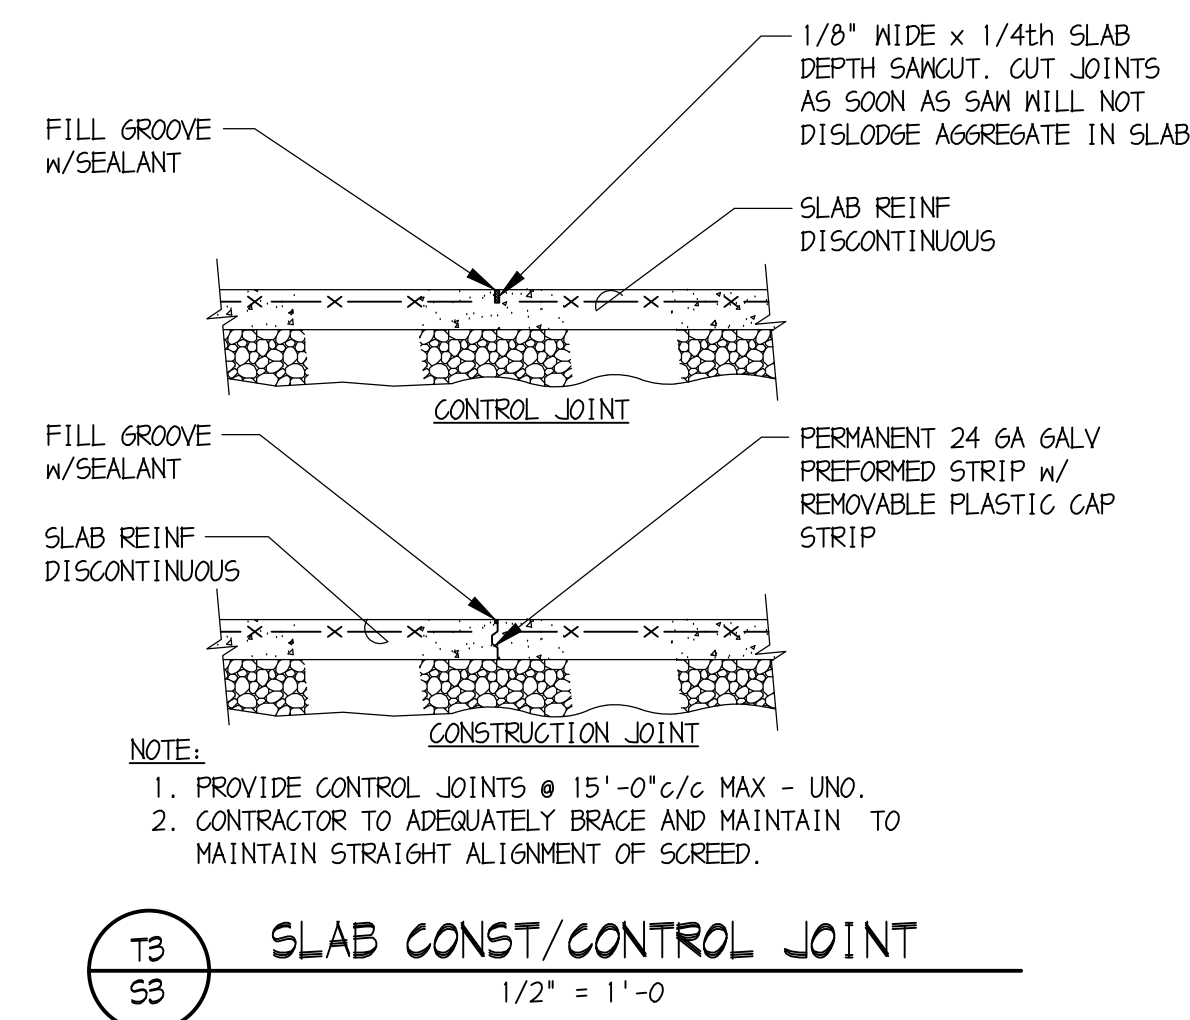 1/8" WIDE x 1/4th SLAB
DEPTH SAWCUT. CUT JOINTS
AS SOON AS SAW WILL NOT
DISLODGE AGGREGATE IN SLAB
FILL GROOVE
w/SEALANT
SLAB REINF
DISCONTINUOUS
CONTROL JOINT
FILL GROOVE
w/SEALANT
PERMANENT 24 GA GALV
PREFORMED STRIP w/
REMOVABLE PLASTIC CAP
STRIP
SLAB REINF
DISCONTINUOUS
CONSTRUCTION JOINT
NOTE:
1. PROVIDE CONTROL JOINTS @ 15'-0"c/c MAX - UNO.
2. CONTRACTOR TO ADEQUATELY BRACE AND MAINTAIN TO
MAINTAIN STRAIGHT ALIGNMENT OF SCREED.
T3
S3
SLAB CONST/CONTROL JOINT
1/2" = 1'-0